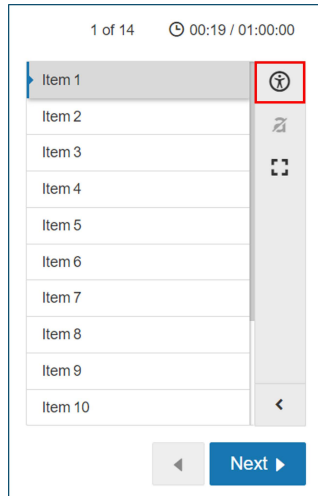 1 of 14 00:19 / 01:00:00
Item 1
Item 2
Item 3
Item 4
Item 5
Item 6
Item 7
Item 8
Item 9
Item 10
Next